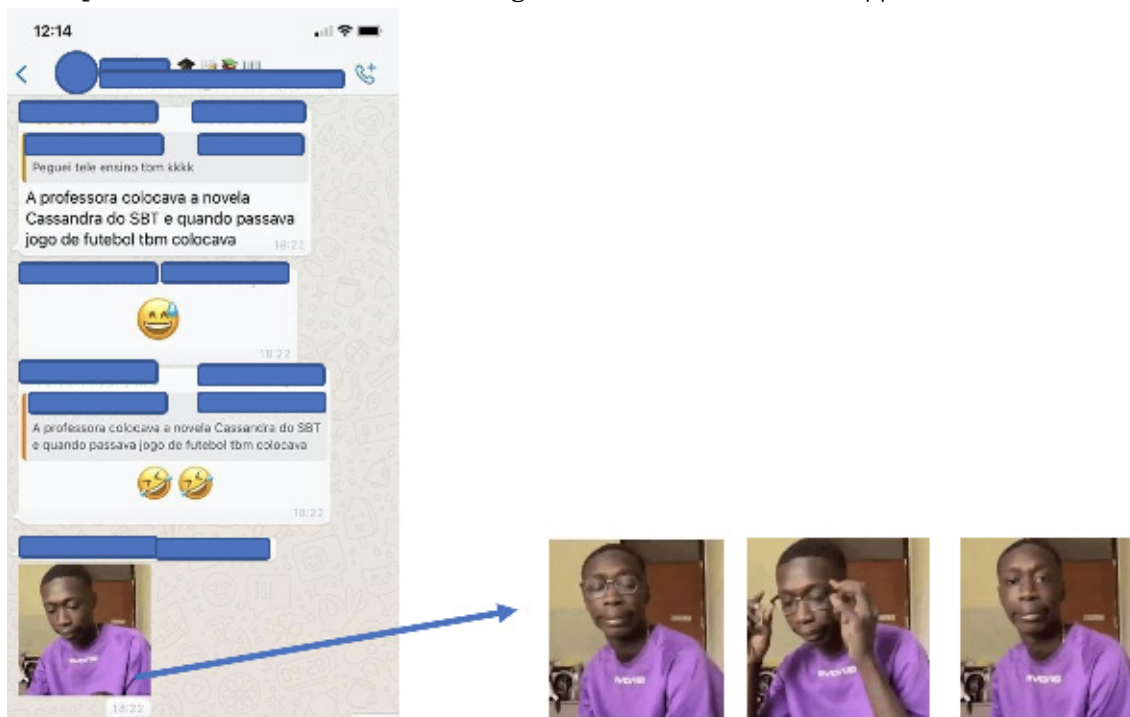 12:14
Peguei tele ensino tbm kkkk
A professora colocava a novela
Cassandra do SBT e quando passava
jogo de futebol tbm colocava
18:22
18:22
A professora colocava a novela Cassandra do SBT
e quando passava jogo de futebol tbm colocava
18:22
18:22